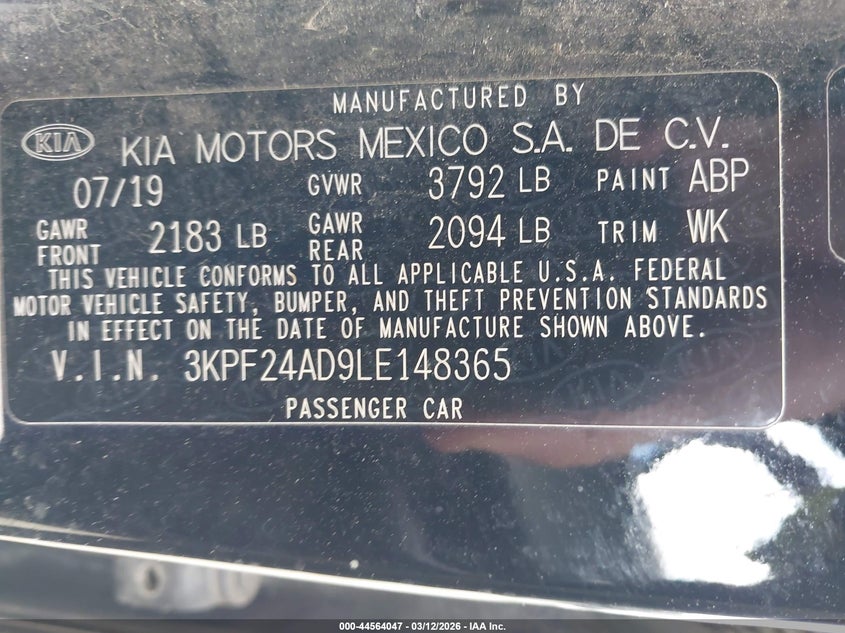 MANUFACTURED BY
KIA KIA MOTORS MEXICO S.A. DE C.V.
07/19 GVWR 3792 LB PAINT ABP
GAWR FRONT 2183 LB GAWR REAR 2094 LB TRIM WK
THIS VEHICLE CONFORMS TO ALL APPLICABLE U.S.A. FEDERAL
MOTOR VEHICLE SAFETY, BUMPER, AND THEFT PREVENTION STANDARDS
IN EFFECT ON THE DATE OF MANUFACTURE SHOWN ABOVE.
V.I.N. 3KPF24AD9LE148365
PASSENGER CAR
000-44564047 - 03/12/2026 - IAA Inc.